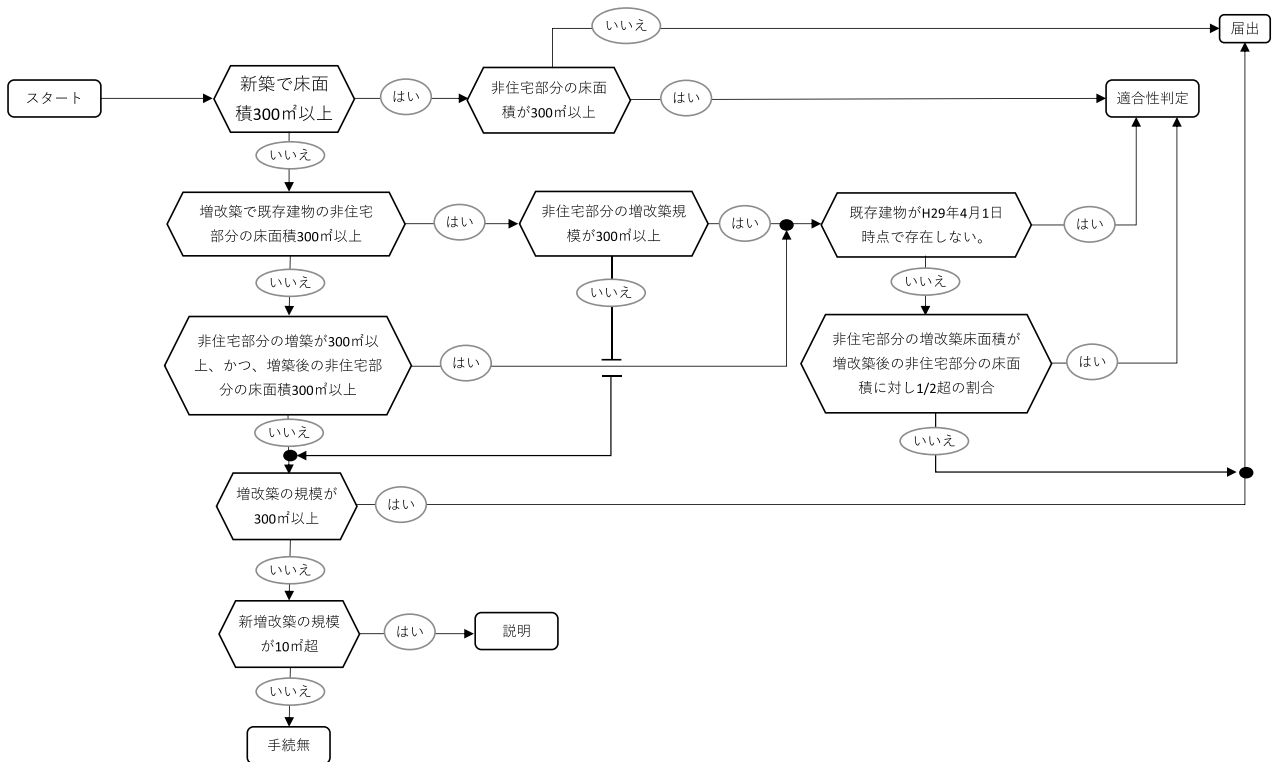 いいえ
届出
スタート
新築で床面
積300㎡以上
はい
非住宅部分の床面
積が300㎡以上
はい
適合性判定
いいえ
増改築で既存建物の非住宅
部分の床面積300㎡以上
はい
非住宅部分の増改築規
模が300㎡以上
はい
既存建物がH29年4月1日
時点で存在しない。
はい
いいえ
いいえ
いいえ
非住宅部分の増築が300㎡以
上、かつ、増築後の非住宅部
分の床面積300㎡以上
はい
非住宅部分の増改築床面積が
増改築後の非住宅部分の床面
積に対し1/2超の割合
はい
いいえ
いいえ
増改築の規模が
300㎡以上
はい
いいえ
新増改築の規模
が10㎡超
はい
説明
いいえ
手続無